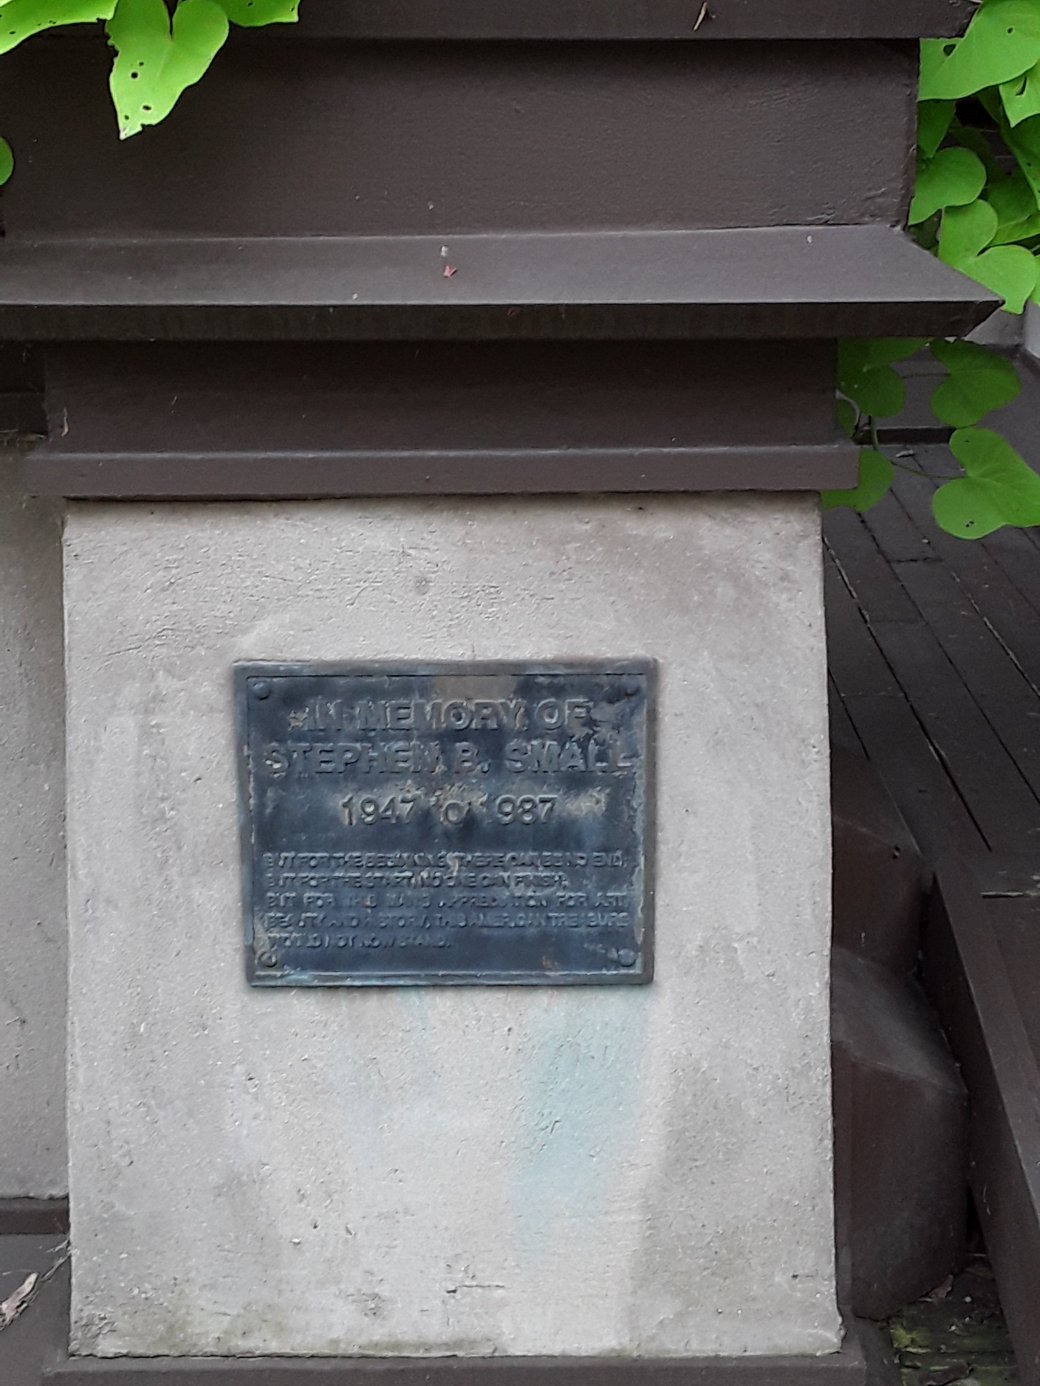 IN MEMORY OF
STEPHEN B. SMALL
1947 TO 1987
BUT FOR THE BEGINNING, THERE CAN BE NO END,
BUT FOR THE START, NO ONE CAN FINISH,
BUT FOR THIS MAN'S APPRECIATION FOR ART,
BEAUTY AND HISTORY, THIS AMERICAN TREASURE
WOULD NOT NOW STAND.